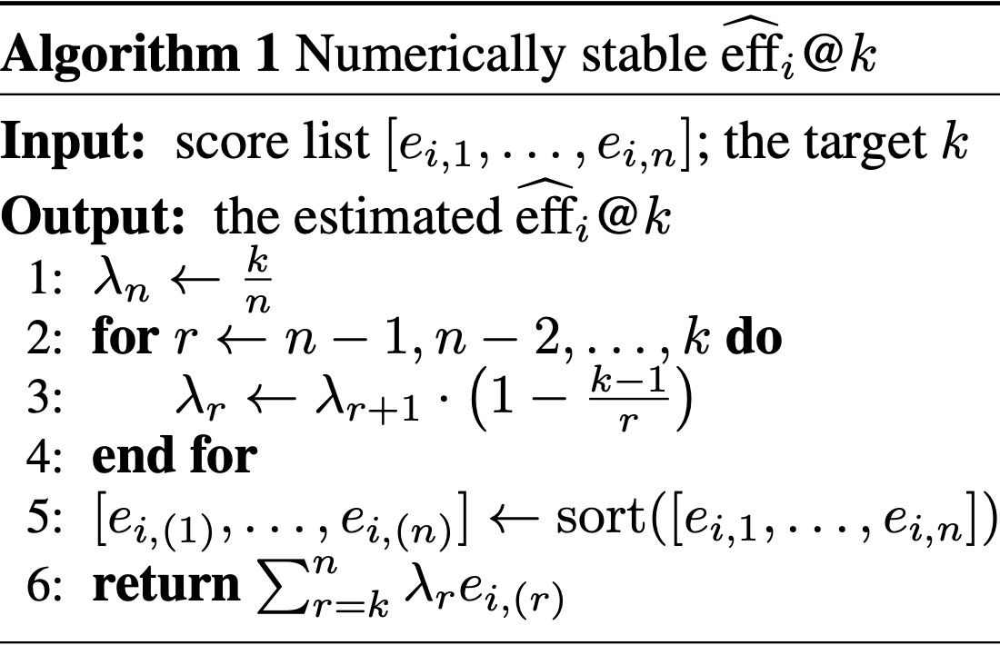 Algorithm 1 Numerically stable $\widehat{\text{eff}}_i@k$
Input: score list $[e_{i,1}, \ldots, e_{i,n}]$; the target $k$
Output: the estimated $\widehat{\text{eff}}_i@k$
1: $\lambda_n \leftarrow \frac{k}{n}$
2: for $r \leftarrow n-1, n-2, \ldots, k$ do
3: $\lambda_r \leftarrow \lambda_{r+1} \cdot \left(1 - \frac{k-1}{r}\right)$
4: end for
5: $[e_{i,(1)}, \ldots, e_{i,(n)}] \leftarrow \text{sort}([e_{i,1}, \ldots, e_{i,n}])$
6: return $\sum_{r=k}^{n} \lambda_r e_{i,(r)}$